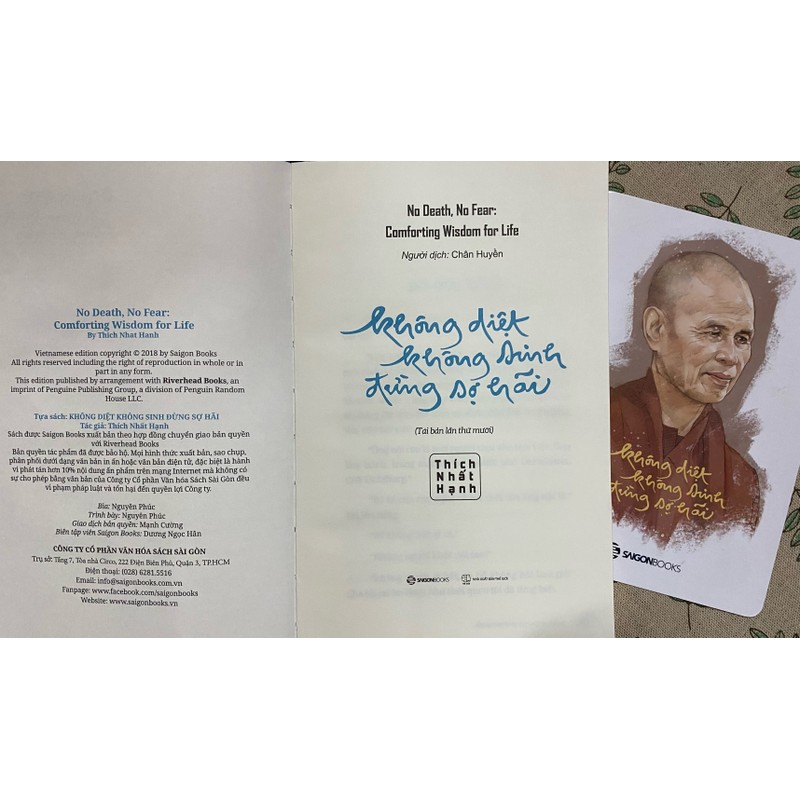 No Death, No Fear:
Comforting Wisdom for Life
By Thich Nhat Hanh
Vietnamese edition copyright © 2018 by Saigon Books
All rights reserved including the right of reproduction in whole or in
part in any form.
This edition published by arrangement with Riverhead Books, an
imprint of Penguine Publishing Group, a division of Penguin Random
House LLC.
Tựa sách: KHÔNG DIỆT KHÔNG SINH ĐỪNG SỢ HÃI
Tác giả: Thích Nhất Hạnh
Sách được Saigon Books xuất bản theo hợp đồng chuyển giao bản quyền
với Riverhead Books
Bản quyền tác phẩm đã được bảo hộ. Mọi hình thức xuất bản, sao chụp,
phân phối dưới dạng văn bản in ấn hoặc văn bản điện tử, đặc biệt là hành
vi phát tán hơn 10% nội dung ấn phẩm trên mạng Internet mà không có
sự cho phép bằng văn bản của Công ty Cổ phần Văn hóa Sách Sài Gòn đều
vi phạm pháp luật và tổn hại đến quyền lợi Công ty.
Bìa: Nguyên Phúc
Trình bày: Nguyên Phúc
Giao dịch bản quyền: Mạnh Cường
Biên tập viên Saigon Books: Dương Ngọc Hân
CÔNG TY CỔ PHẦN VĂN HÓA SÁCH SÀI GÒN
Trụ sở: Tầng 7, Tòa nhà Circo, 222 Điện Biên Phủ, Quận 3, TP.HCM
Điện thoại: (028) 6281.5516
Email: info@saigonbooks.com.vn
Fanpage: www.facebook.com/saigonbooks
Website: www.saigonbooks.vn
No Death, No Fear:
Comforting Wisdom for Life
Người dịch: Chân Huyền
không diệt
không sinh
đừng sợ hãi
(Tái bản lần thứ mười)
Thích
Nhất
Hạnh
SAIGONBOOKS
không diệt
không sinh
đừng sợ hãi
SAIGONBOOKS